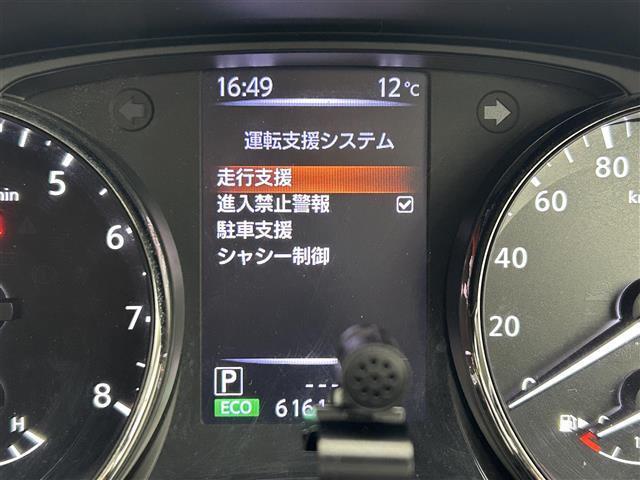 16:49 12℃
運転支援システム
走行支援
進入禁止警報
駐車支援
シャシー制御
P ---
ECO 616
min
5
6
7
8
H
80
60
40
20
0